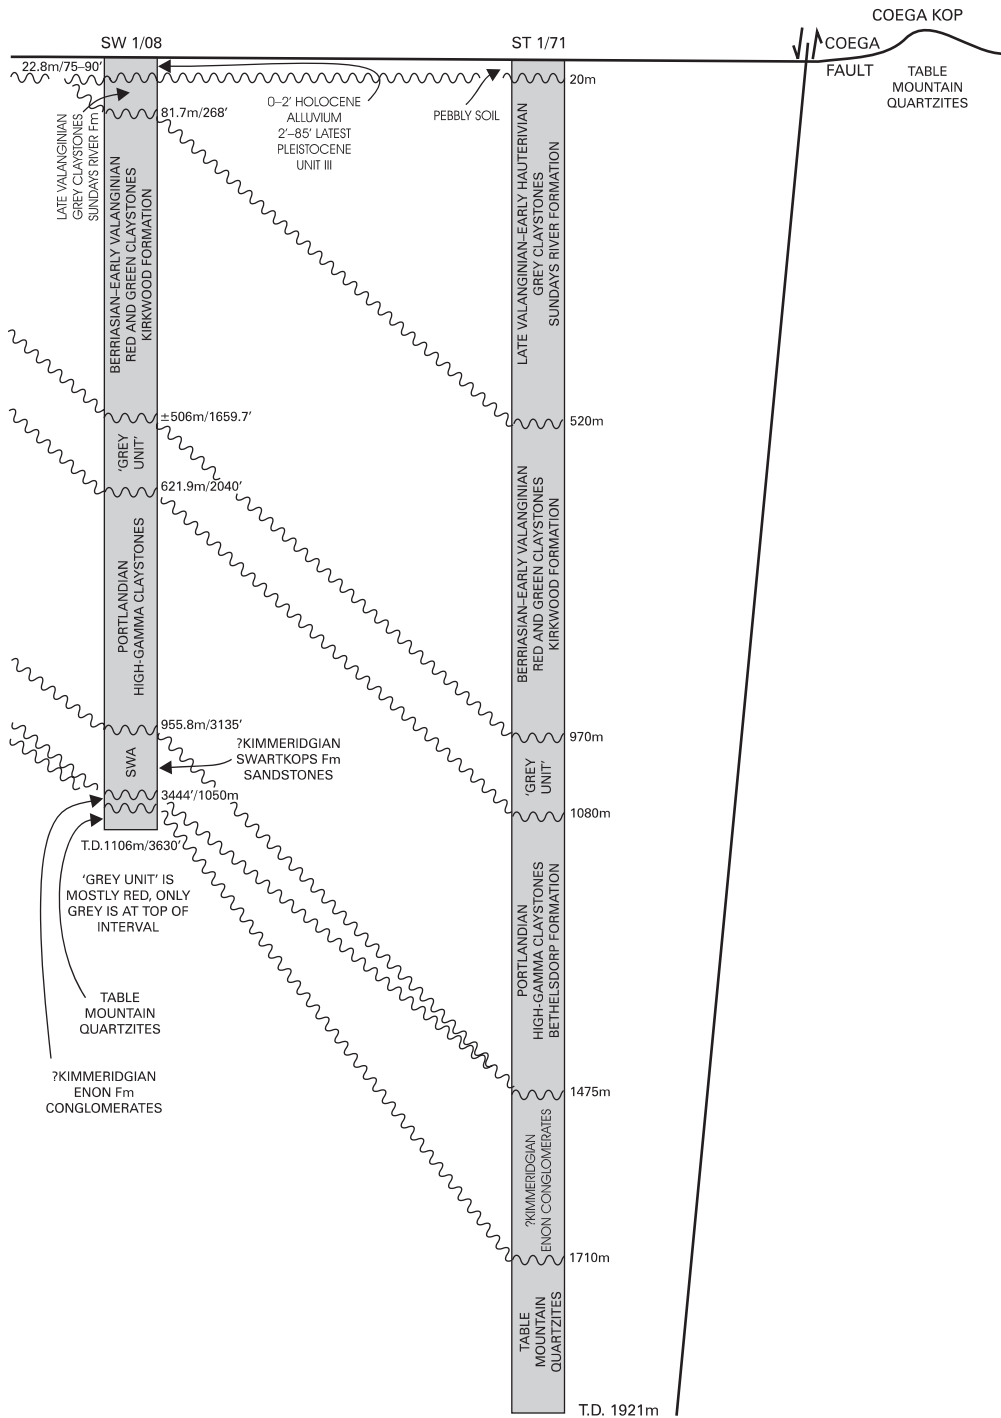 COEGA KOP
SW 1/08
ST 1/71
COEGA
FAULT
TABLE
MOUNTAIN
QUARTZITES
22.8m/75–90'
20m
0–2' HOLOCENE
ALLUVIUM
2'–85' LATEST
PLEISTOCENE
UNIT III
PEBBLY SOIL
81.7m/268'
LATE VALANGINIAN
GREY CLAYSTONES
SUNDAYS RIVER Fm
BERRIASIAN–EARLY VALANGINIAN
RED AND GREEN CLAYSTONES
KIRKWOOD FORMATION
LATE VALANGINIAN–EARLY HAUTERIVIAN
GREY CLAYSTONES
SUNDAYS RIVER FORMATION
±506m/1659.7'
520m
'GREY
UNIT'
621.9m/2040'
PORTLANDIAN
HIGH-GAMMA CLAYSTONES
BERRIASIAN–EARLY VALANGINIAN
RED AND GREEN CLAYSTONES
KIRKWOOD FORMATION
955.8m/3135'
970m
SWA
?KIMMERIDGIAN
SWARTKOPS Fm
SANDSTONES
'GREY
UNIT'
3444'/1050m
1080m
T.D.1106m/3630'
'GREY UNIT' IS
MOSTLY RED, ONLY
GREY IS AT TOP OF
INTERVAL
PORTLANDIAN
HIGH-GAMMA CLAYSTONES
BETHELSDORP FORMATION
TABLE
MOUNTAIN
QUARTZITES
?KIMMERIDGIAN
ENON Fm
CONGLOMERATES
1475m
?KIMMERIDGIAN
ENON CONGLOMERATES
1710m
TABLE
MOUNTAIN
QUARTZITES
T.D. 1921m